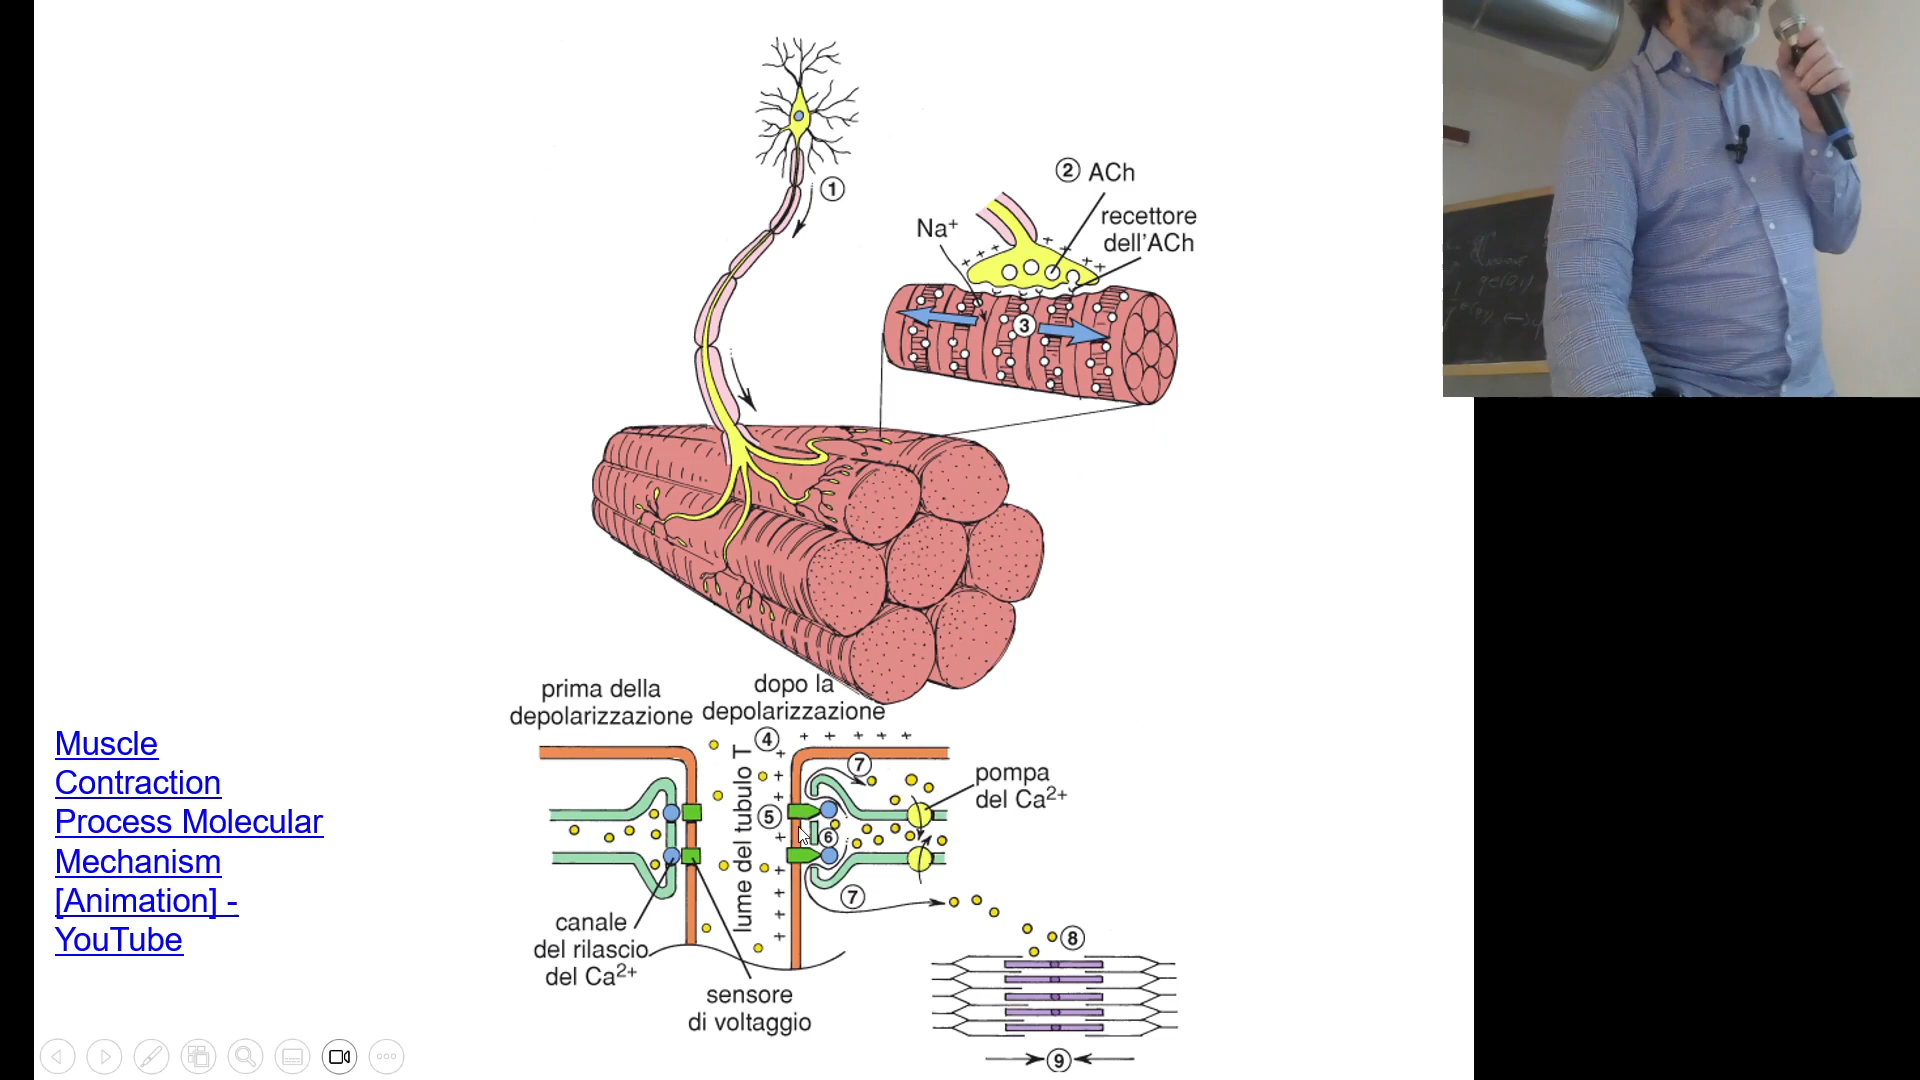 1
2 ACh
recettore
dell'ACh
Na⁺
3
prima della
depolarizzazione
dopo la
depolarizzazione
4
5
6
7
7
lume del tubulo T
pompa
del Ca²⁺
canale
del rilascio
del Ca²⁺
sensore
di voltaggio
8
9
Muscle
Contraction
Process Molecular
Mechanism
[Animation] -
YouTube